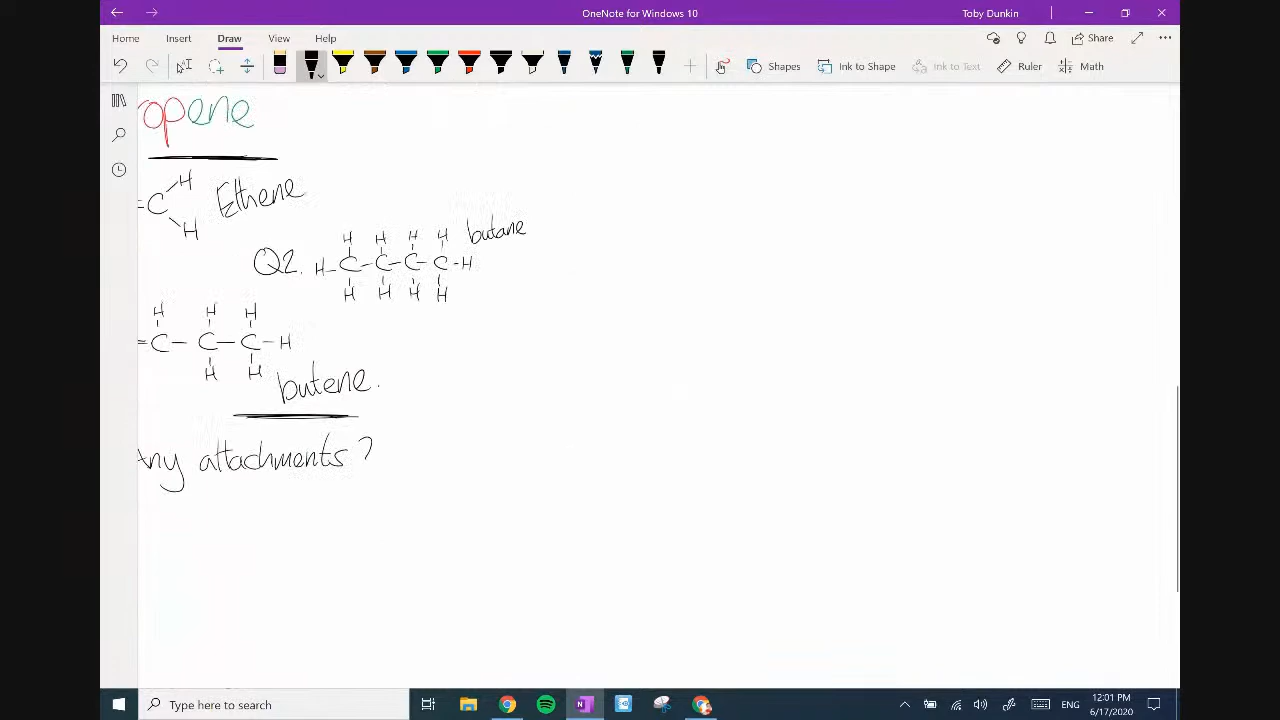 OneNote for Windows 10
Toby Dunkin
Home Insert Draw View Help
Share
Shapes Ink to Shape Ink to Text Ruler Math
opene
H
=C Ethene
H
butane
H H H H
Q2. H-C-C-C-C-H
H H H H
H H H
=C-C-C-H
H H
butene.
Any attachments?
Type here to search
ENG
12:01 PM
6/17/2020